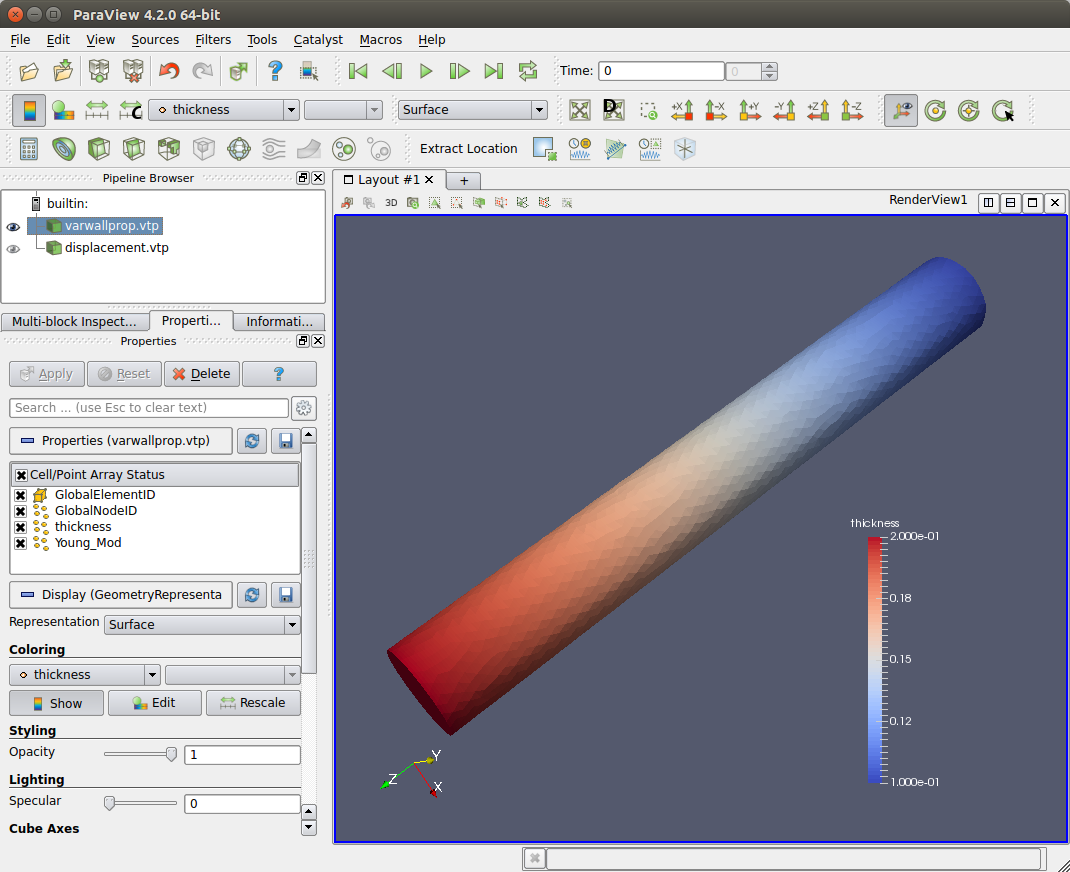 ParaView 4.2.0 64-bit
File Edit View Sources Filters Tools Catalyst Macros Help
Time: 0 0
thickness Surface +X -X +Y -Y +Z -Z
Extract Location
Pipeline Browser
builtin:
varwallprop.vtp
displacement.vtp
Multi-block Inspect... Properti... Informati...
Properties
Apply Reset Delete ?
Search ... (use Esc to clear text)
Properties (varwallprop.vtp)
Cell/Point Array Status
GlobalElementID
GlobalNodeID
thickness
Young_Mod
Display (GeometryRepresenta
Representation Surface
Coloring
thickness
Show Edit Rescale
Styling
Opacity 1
Lighting
Specular 0
Cube Axes
Layout #1 +
3D RenderView1
thickness
2.000e-01
0.18
0.15
0.12
1.000e-01
Y
Z
X